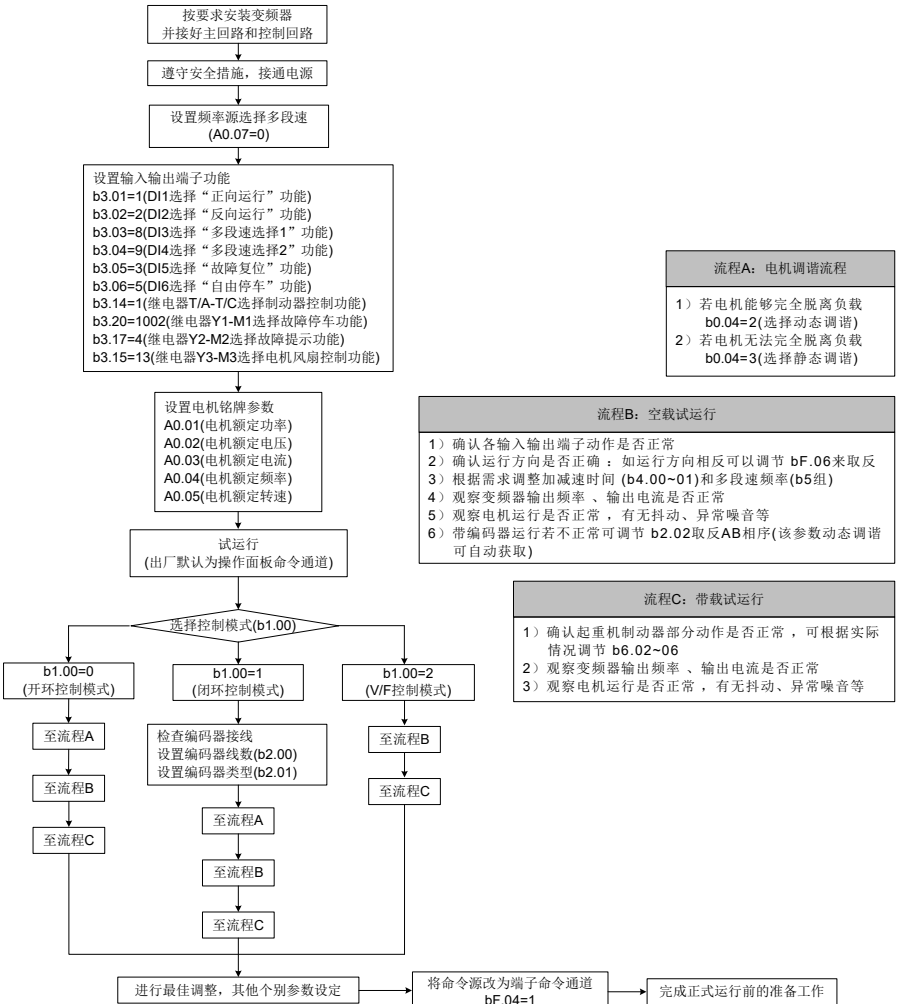 按要求安装变频器
并接好主回路和控制回路
遵守安全措施，接通电源
设置频率源选择多段速
(A0.07=0)
设置输入输出端子功能
b3.01=1(DI1选择“正向运行”功能)
b3.02=2(DI2选择“反向运行”功能)
b3.03=8(DI3选择“多段速选择1”功能)
b3.04=9(DI4选择“多段速选择2”功能)
b3.05=3(DI5选择“故障复位”功能)
b3.06=5(DI6选择“自由停车”功能)
b3.14=1(继电器T/A-T/C选择制动器控制功能)
b3.20=1002(继电器Y1-M1选择故障停车功能)
b3.17=4(继电器Y2-M2选择故障提示功能)
b3.15=13(继电器Y3-M3选择电机风扇控制功能)
设置电机铭牌参数
A0.01(电机额定功率)
A0.02(电机额定电压)
A0.03(电机额定电流)
A0.04(电机额定频率)
A0.05(电机额定转速)
试运行
(出厂默认为操作面板命令通道)
选择控制模式(b1.00)
b1.00=0
(开环控制模式)
至流程A
至流程B
至流程C
b1.00=1
(闭环控制模式)
检查编码器接线
设置编码器线数(b2.00)
设置编码器类型(b2.01)
至流程A
至流程B
至流程C
b1.00=2
(V/F控制模式)
至流程B
至流程C
进行最佳调整，其他个别参数设定
将命令源改为端子命令通道
bF.04=1
完成正式运行前的准备工作
流程A：电机调谐流程
1）若电机能够完全脱离负载
b0.04=2(选择动态调谐)
2）若电机无法完全脱离负载
b0.04=3(选择静态调谐)
流程B：空载试运行
1）确认各输入输出端子动作是否正常
2）确认运行方向是否正确：如运行方向相反可以调节 bF.06来取反
3）根据需求调整加减速时间 (b4.00~01)和多段速频率(b5组)
4）观察变频器输出频率、输出电流是否正常
5）观察电机运行是否正常，有无抖动、异常噪音等
6）带编码器运行若不正常可调节 b2.02取反AB相序(该参数动态调谐
可自动获取)
流程C：带载试运行
1）确认起重机制动器部分动作是否正常，可根据实际
情况调节 b6.02~06
2）观察变频器输出频率、输出电流是否正常
3）观察电机运行是否正常，有无抖动、异常噪音等